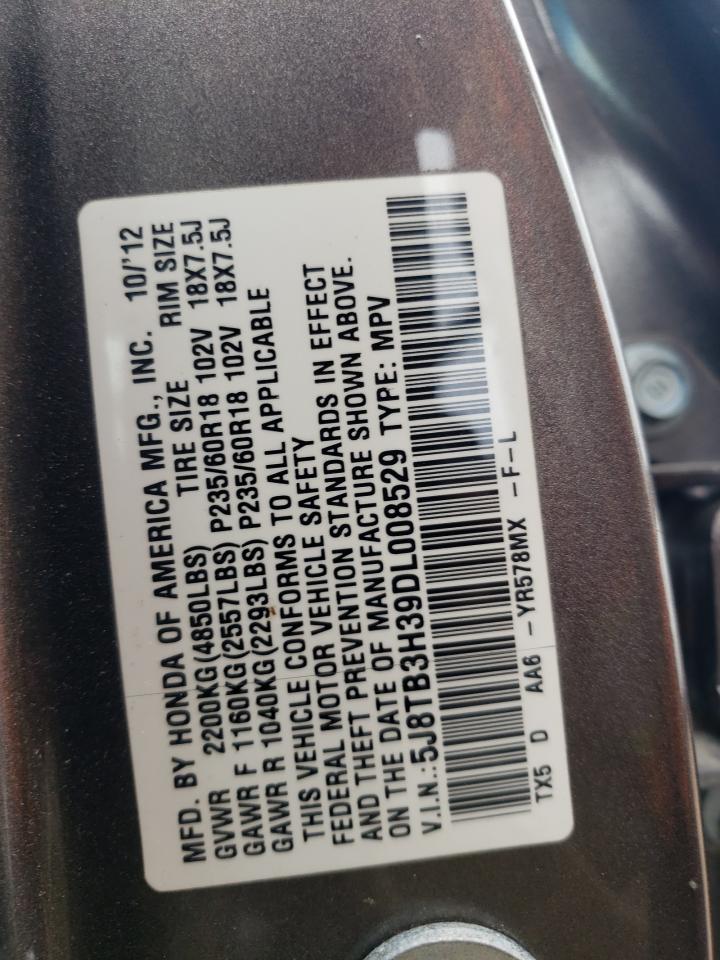 MFD. BY HONDA OF AMERICA MFG., INC. 10/'12
GVWR 2200KG(4850LBS) TIRE SIZE RIM SIZE
GAWR F 1160KG(2557LBS) P235/60R18 102V 18X7.5J
GAWR R 1040KG(2293LBS) P235/60R18 102V 18X7.5J
THIS VEHICLE CONFORMS TO ALL APPLICABLE
FEDERAL MOTOR VEHICLE SAFETY
AND THEFT PREVENTION STANDARDS IN EFFECT
ON THE DATE OF MANUFACTURE SHOWN ABOVE.
V.I.N.:5J8TB3H39DL008529 TYPE: MPV
TX5 D AA6 - YR578MX -F-L